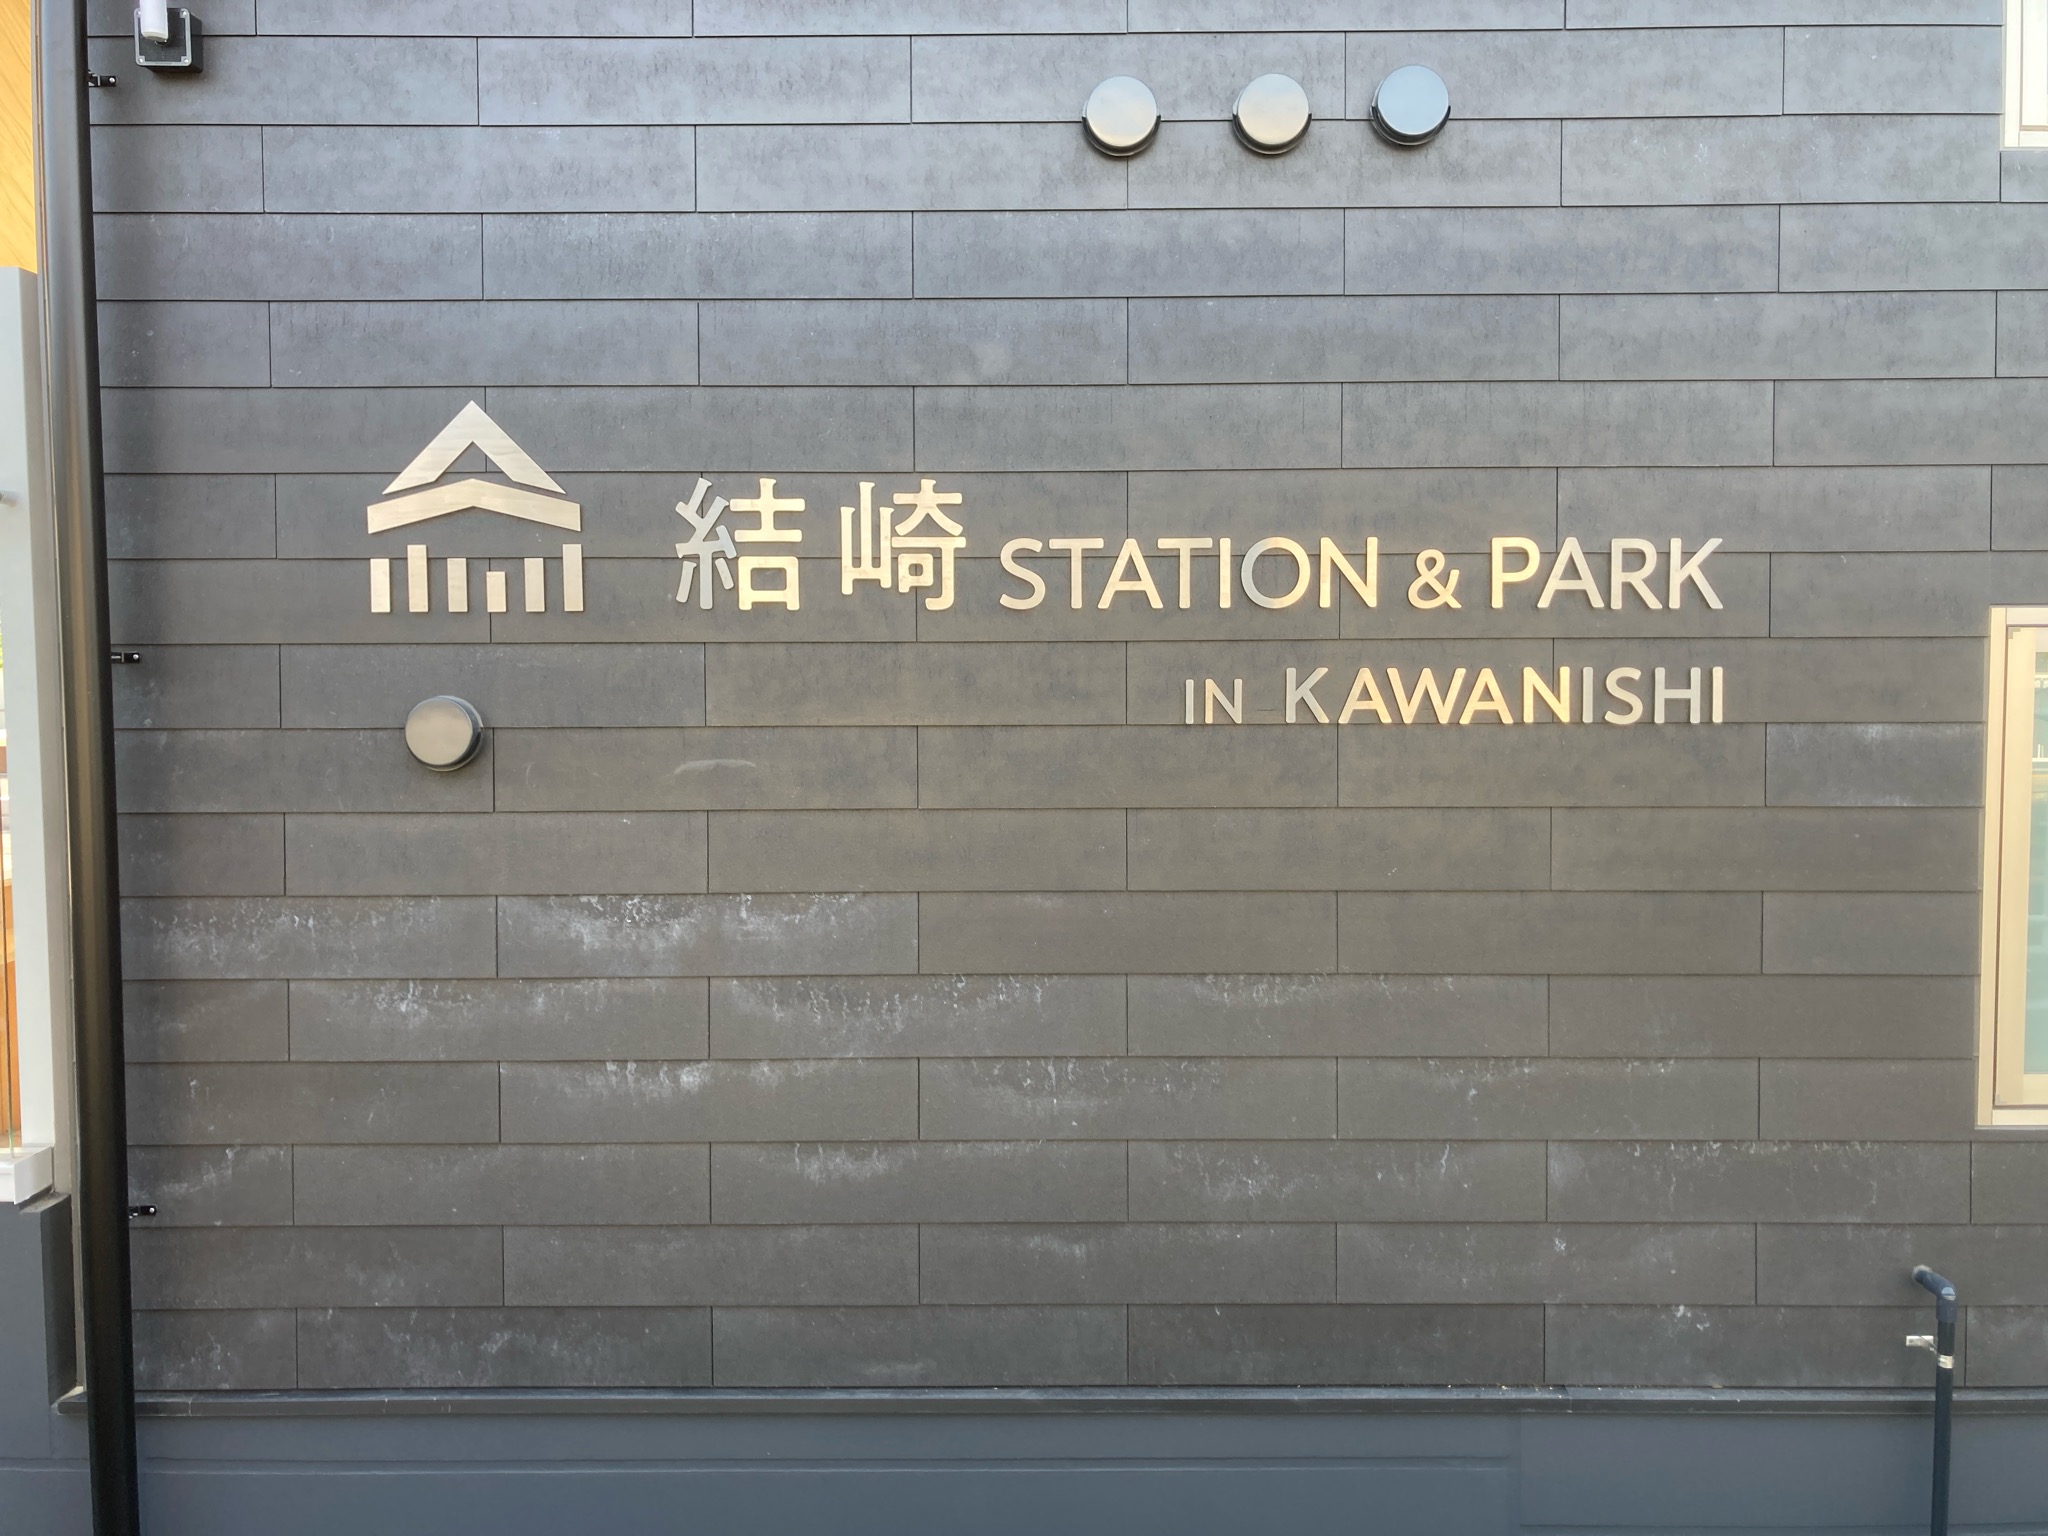 結崎 STATION & PARK
IN KAWANISHI